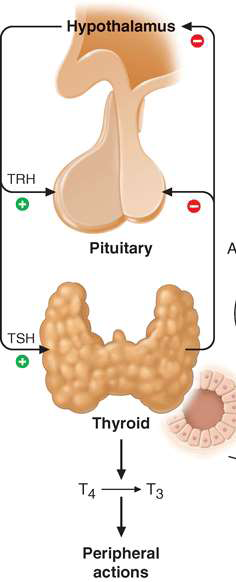 Hypothalamus
TRH
Pituitary
A
TSH
Thyroid
T4 T3
Peripheral
actions